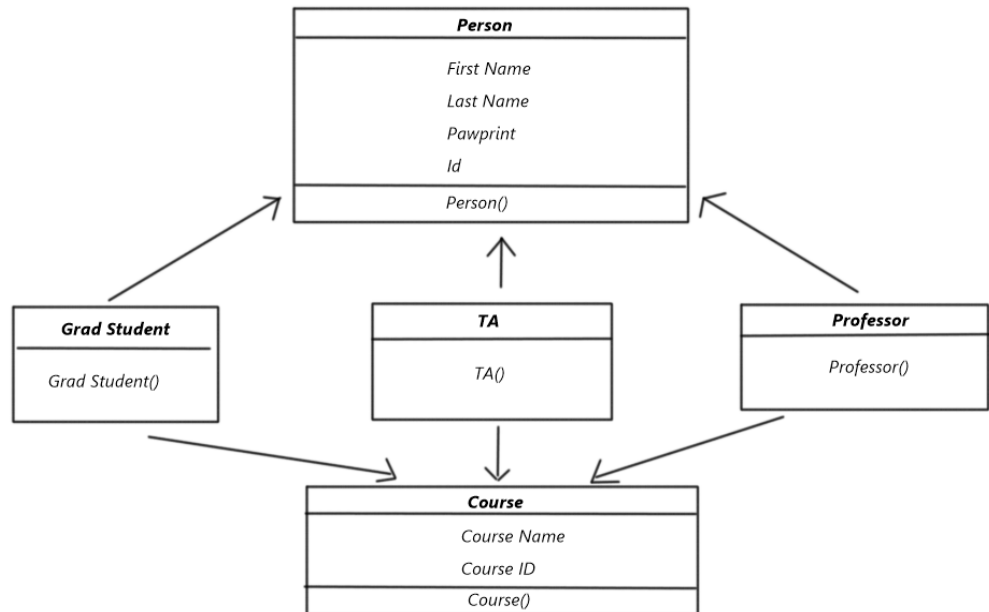 Person
First Name
Last Name
Pawprint
Id
Person()
Grad Student
Grad Student()
TA
TA()
Professor
Professor()
Course
Course Name
Course ID
Course()